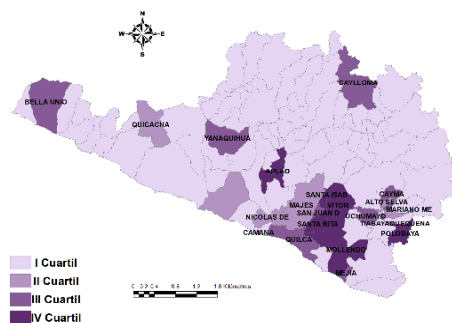 N
W E
S
CAYLLOMA
BELLA UNIO
QUICACHA
YANAQUIHUA
APLAO
SANTA ISAB
CAYMA
MAJES
VITOR
ALTO SELVA
NICOLAS DE
SAN JUAN D
MARIANO ME
UCHUMAYO
SANTA RITA
TIABAYA
CAMANA
POLOBAYA
QUILCA
MOLLENDO
MEJIA
I Cuartil
II Cuartil
III Cuartil
IV Cuartil